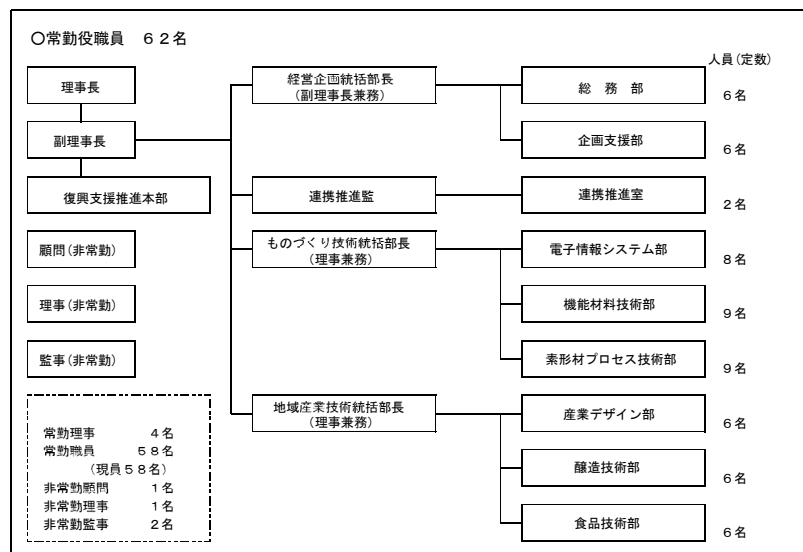 〇常勤役職員　６２名
人員(定数)
理事長
副理事長
復興支援推進本部
顧問(非常勤)
理事(非常勤)
監事(非常勤)
常勤理事　４名
常勤職員　５８名
(現員５８名)
非常勤顧問　１名
非常勤理事　１名
非常勤監事　２名
経営企画統括部長
(副理事長兼務)
総　務　部　６名
企画支援部　６名
連携推進監
連携推進室　２名
ものづくり技術統括部長
(理事兼務)
電子情報システム部　８名
機能材料技術部　９名
素形材プロセス技術部　９名
地域産業技術統括部長
(理事兼務)
産業デザイン部　６名
醸造技術部　６名
食品技術部　６名